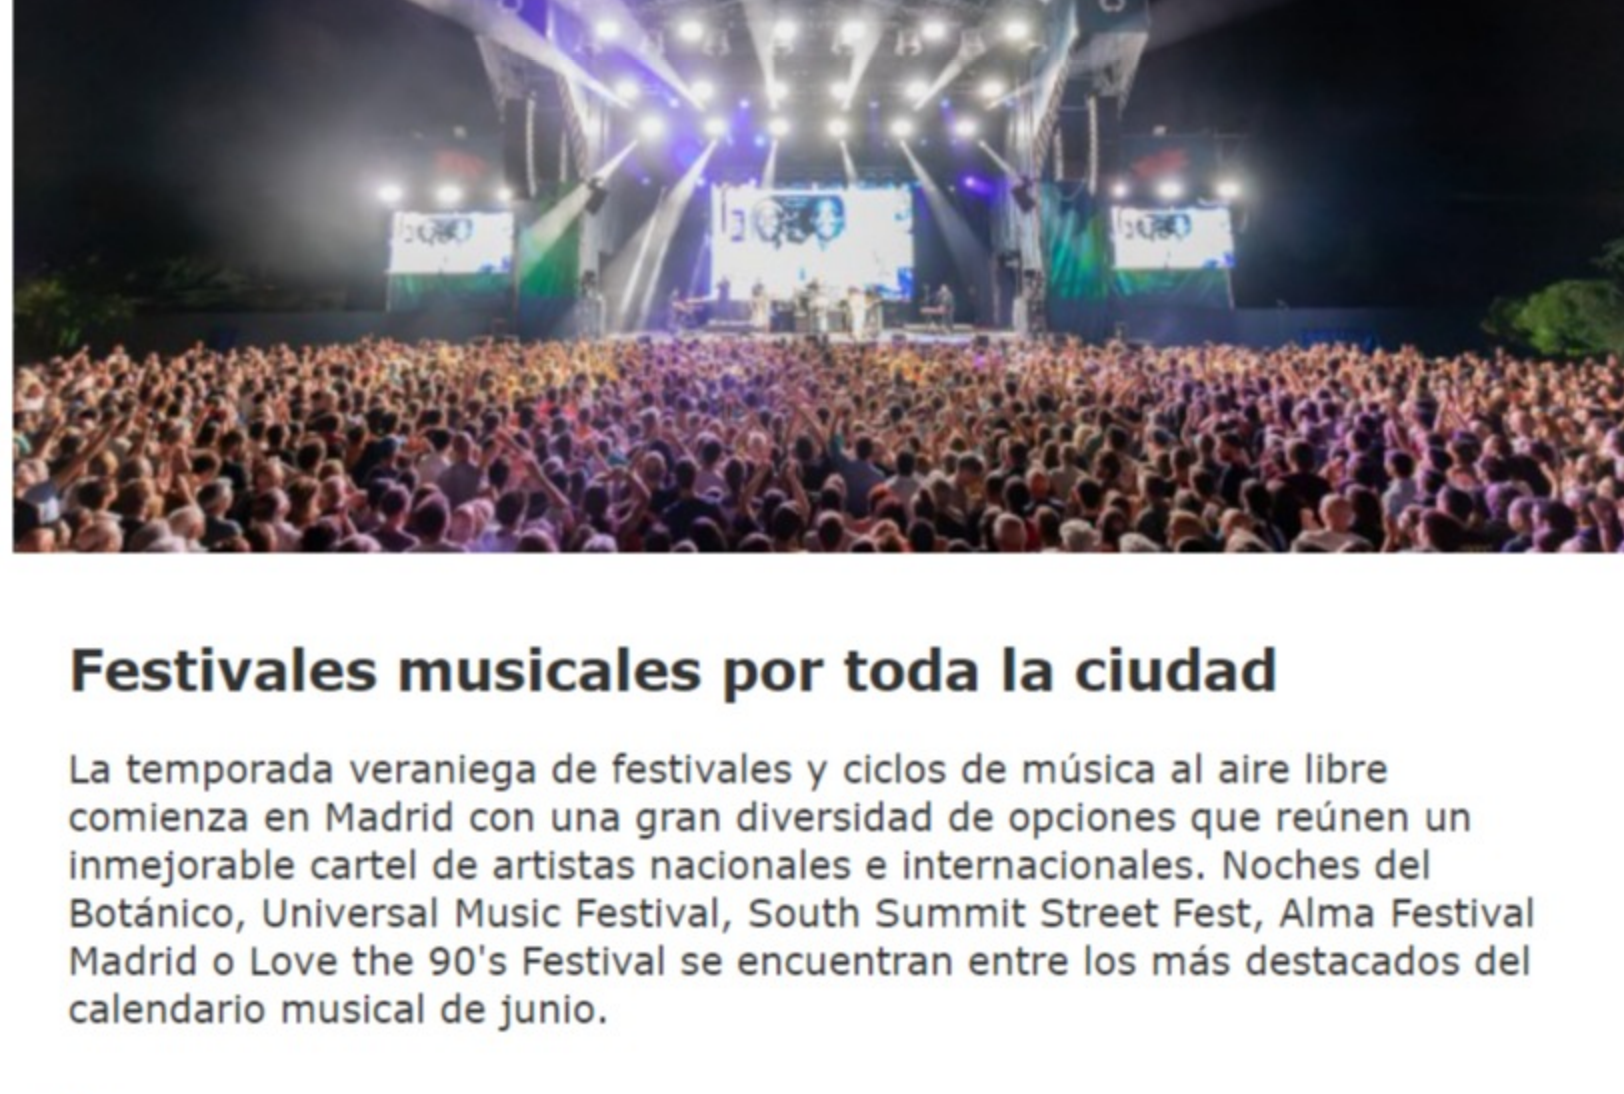 Festivales musicales por toda la ciudad
La temporada veraniega de festivales y ciclos de música al aire libre
comienza en Madrid con una gran diversidad de opciones que reúnen un
inmejorable cartel de artistas nacionales e internacionales. Noches del
Botánico, Universal Music Festival, South Summit Street Fest, Alma Festival
Madrid o Love the 90's Festival se encuentran entre los más destacados del
calendario musical de junio.